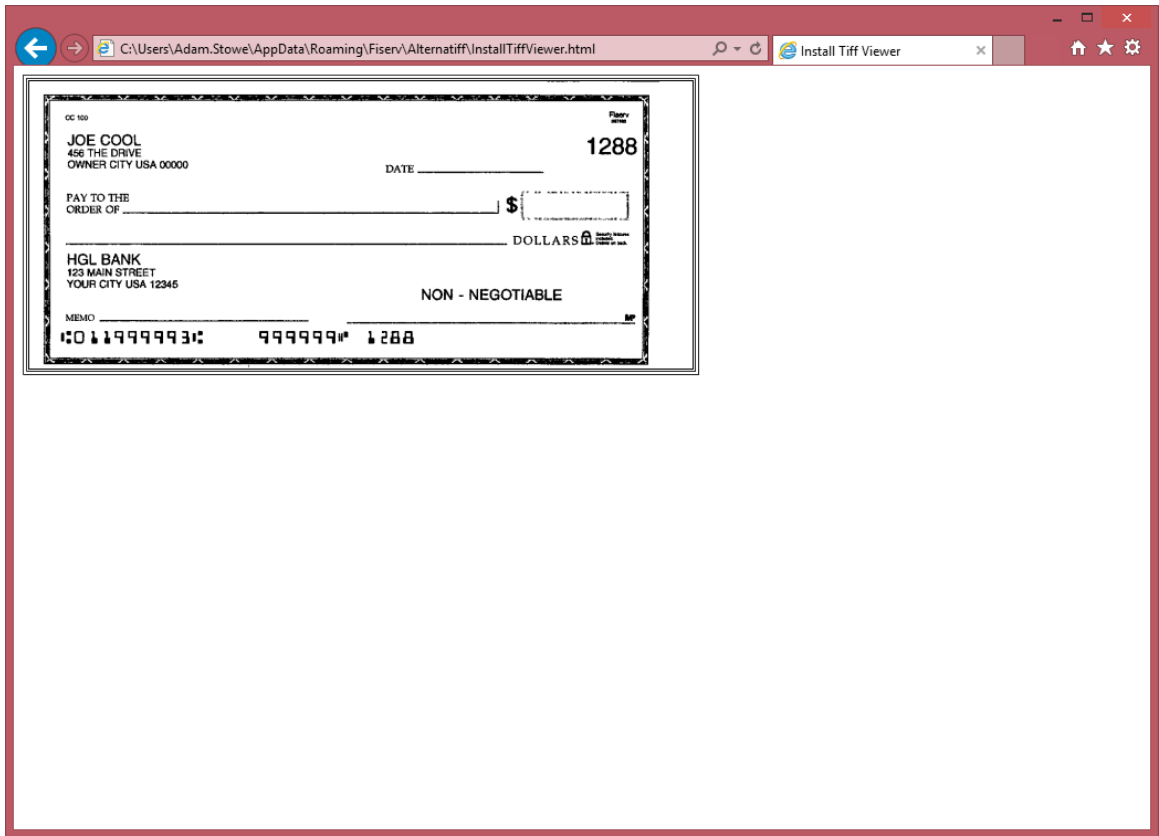 C:\Users\Adam.Stowe\AppData\Roaming\Fiserv\Alternatiff\InstallTiffViewer.html
Install Tiff Viewer
CC 100
Fiserv
JOE COOL
1288
456 THE DRIVE
OWNER CITY USA 00000
DATE
PAY TO THE
ORDER OF
$
DOLLARS
HGL BANK
123 MAIN STREET
YOUR CITY USA 12345
NON - NEGOTIABLE
MEMO
MP
⑆011999993⑆ 999999⑈ 1288